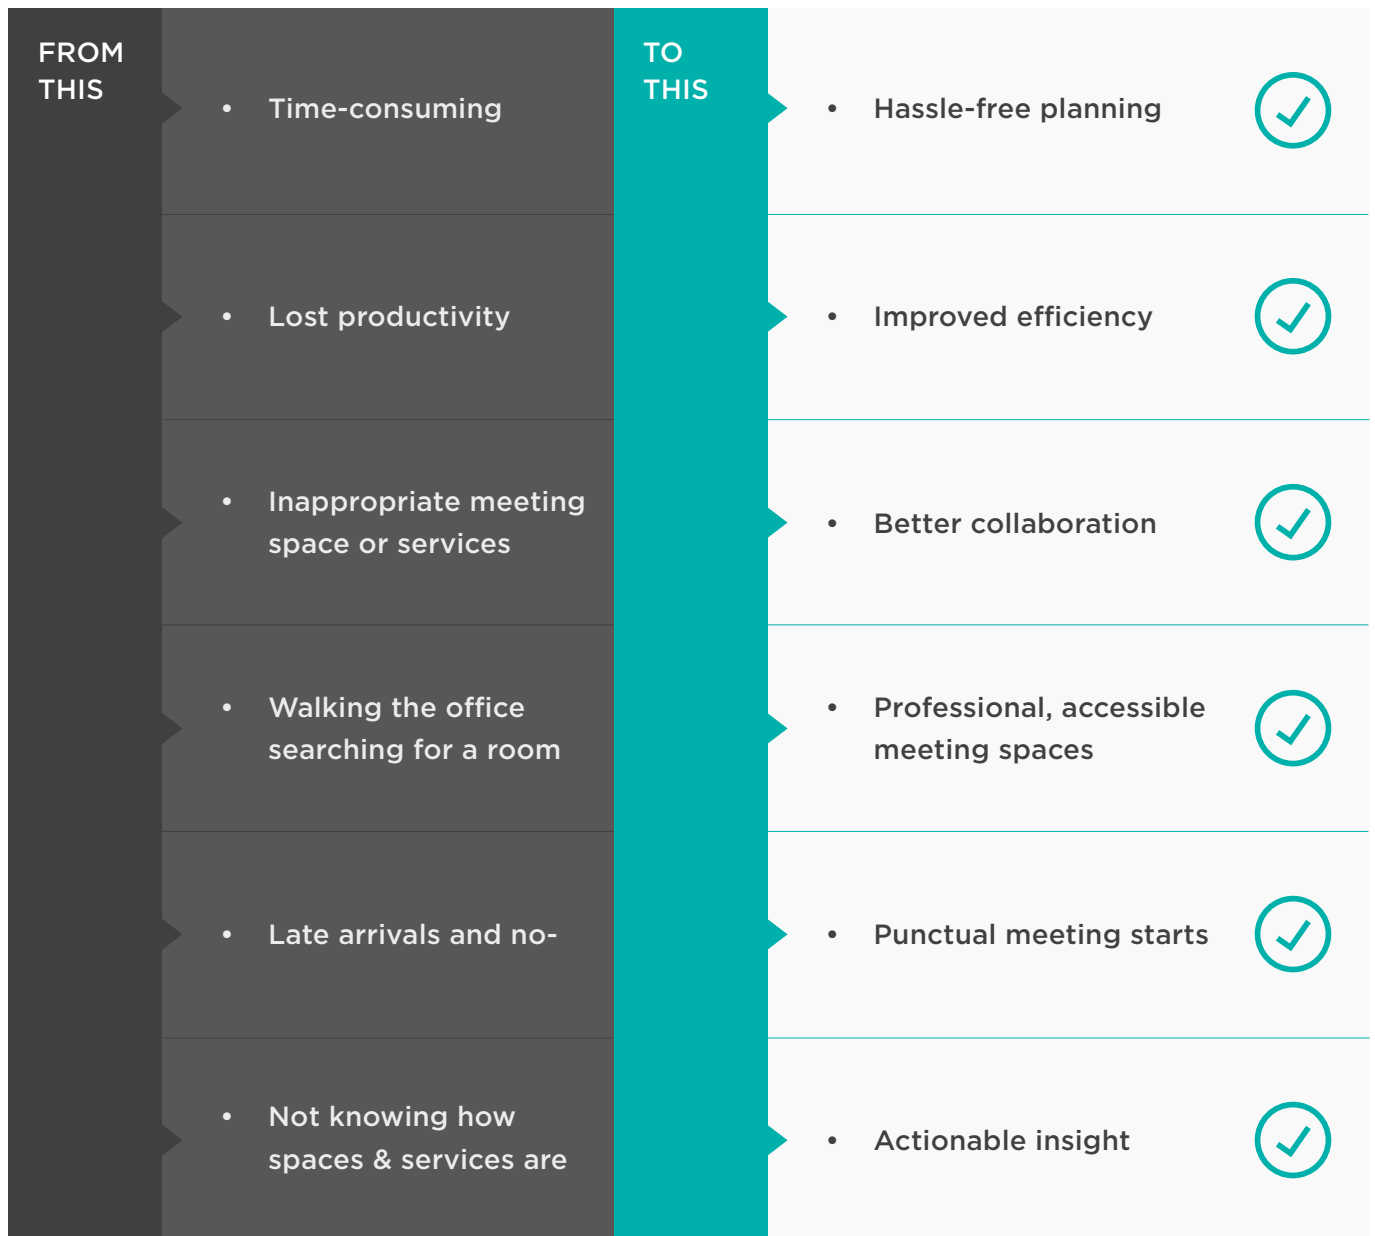 FROM
THIS
TO
THIS
• Time-consuming
• Hassle-free planning
• Lost productivity
• Improved efficiency
• Inappropriate meeting
space or services
• Better collaboration
• Walking the office
searching for a room
• Professional, accessible
meeting spaces
• Late arrivals and no-
• Punctual meeting starts
• Not knowing how
spaces & services are
• Actionable insight